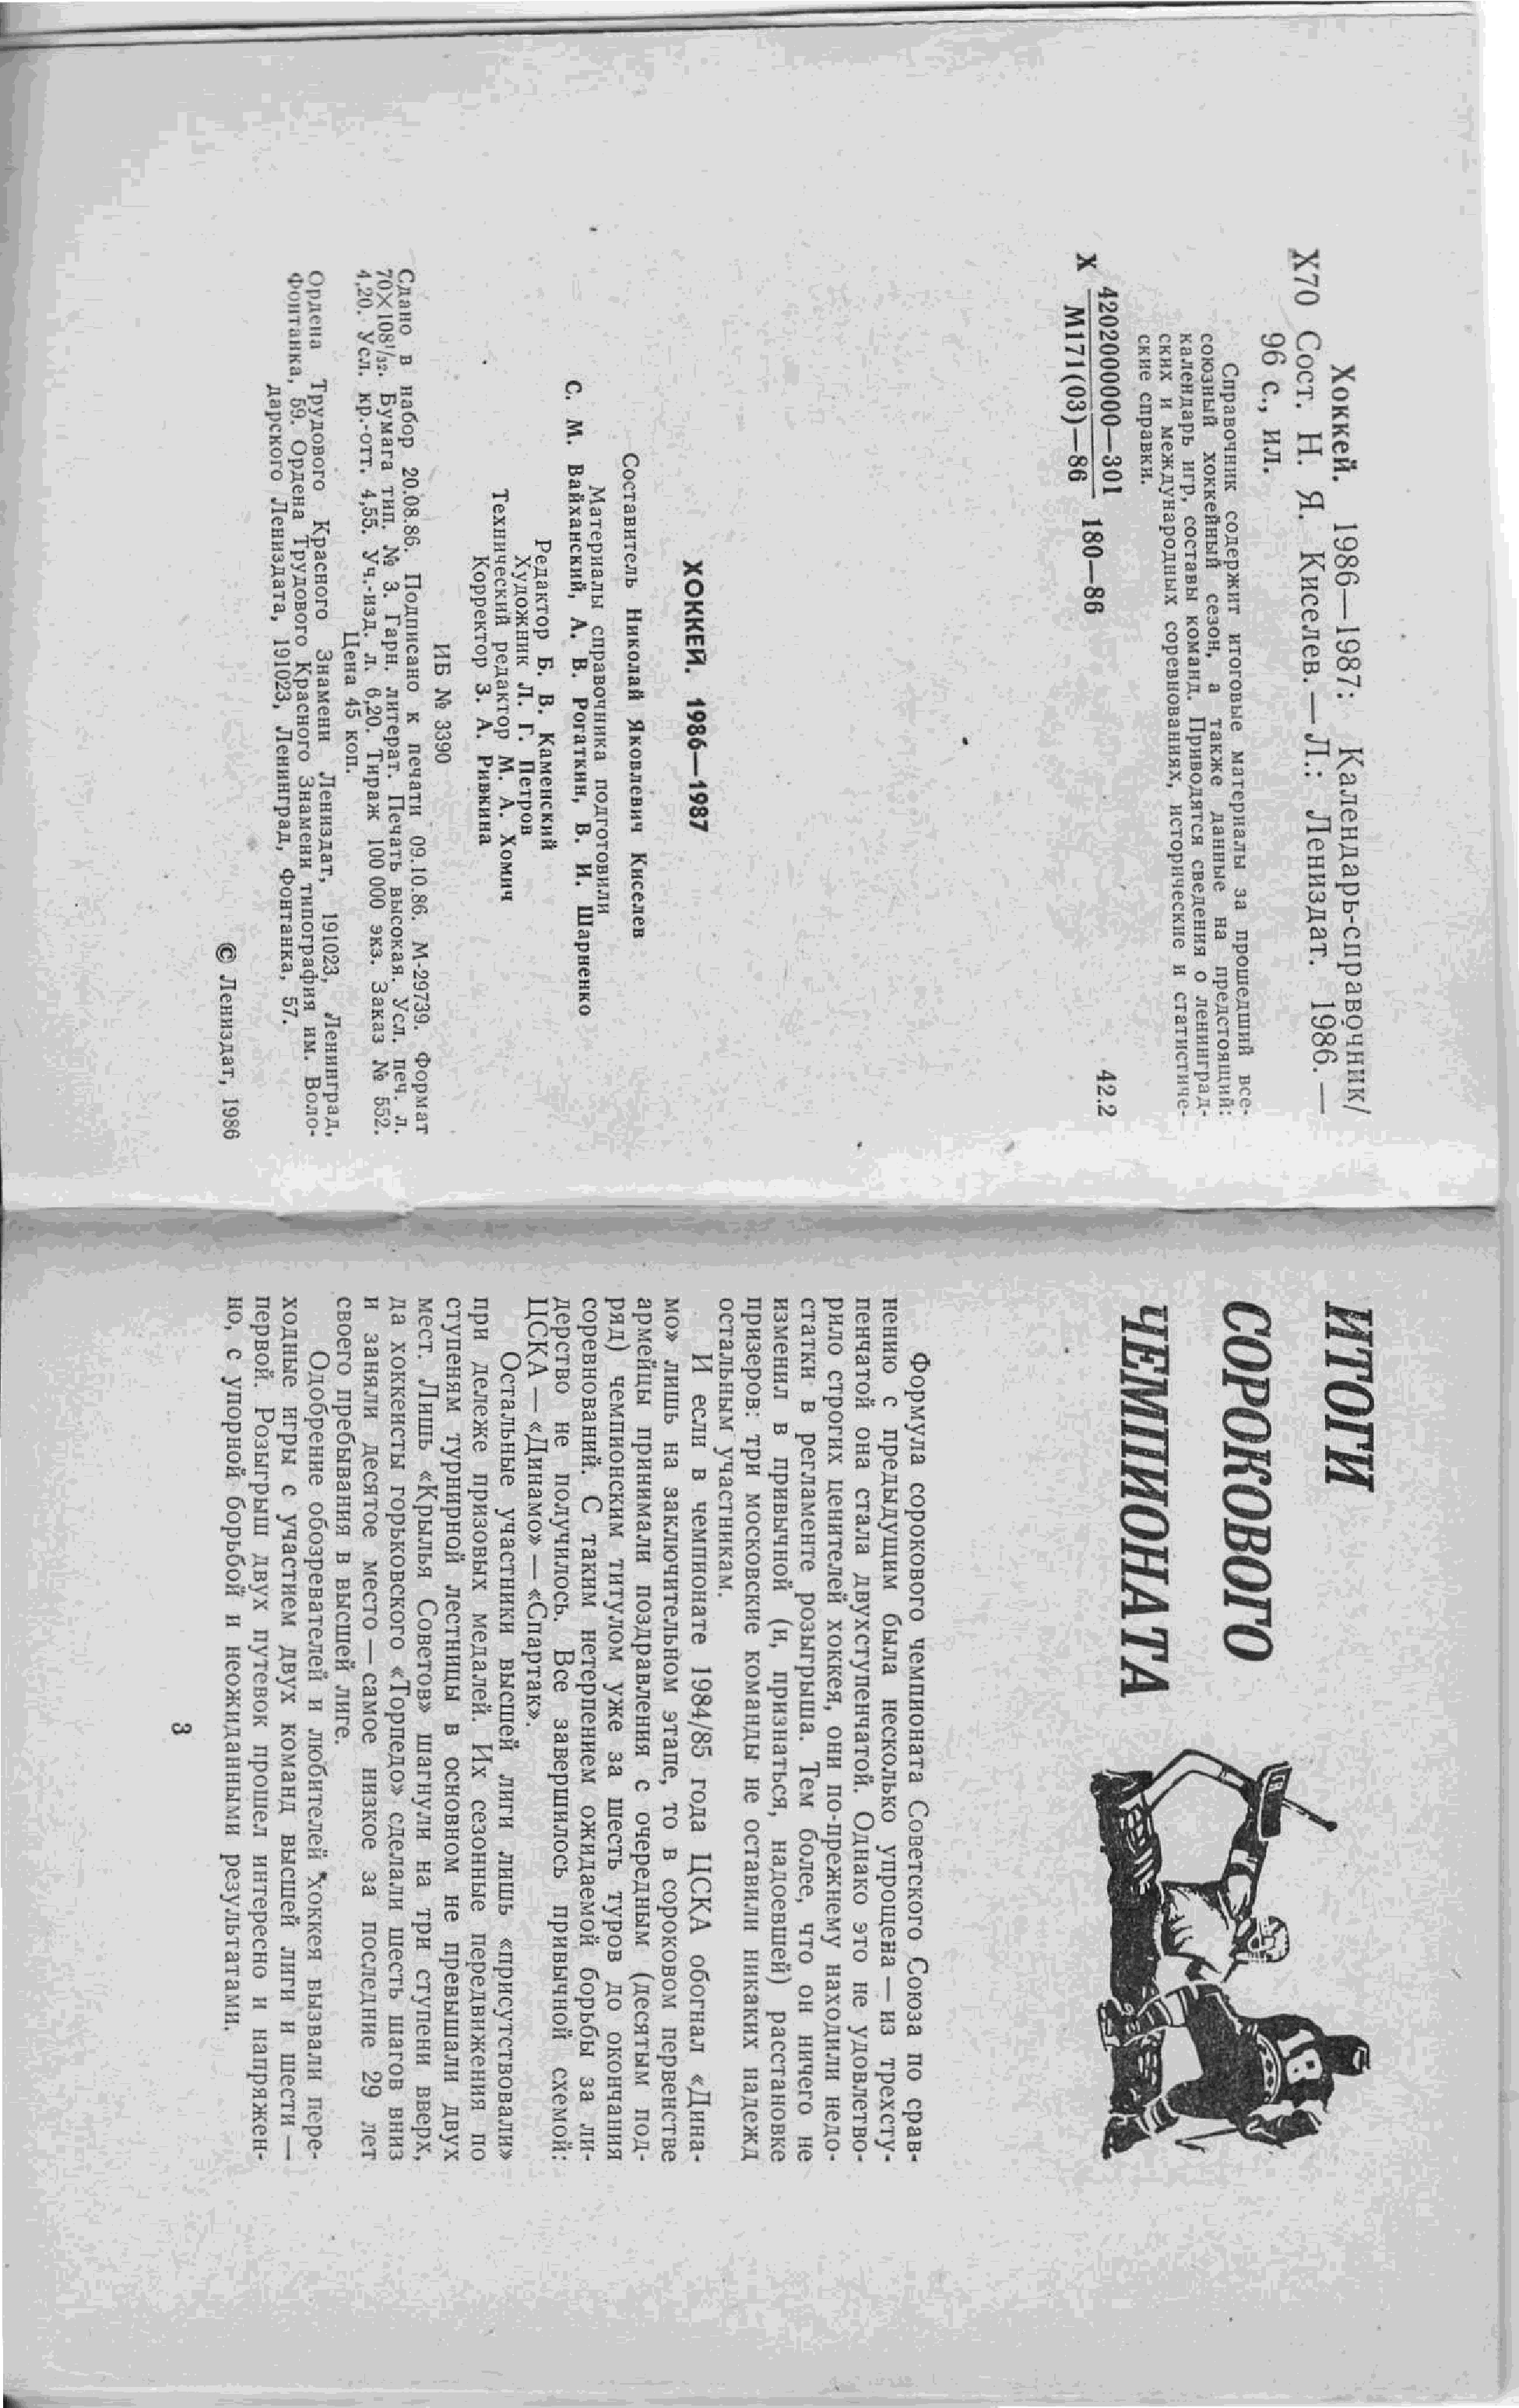 Хоккей. 1986—1987: Календарь-справочник/
Х70 Сост. Н. Я. Киселев. — Л.: Лениздат. 1986. —
96 с., ил.
Справочник содержит итоговые материалы за прошедший все-
союзный хоккейный сезон, а также данные на предстоящий:
календарь игр, составы команд. Приводятся сведения о ленинград-
ских и международных соревнованиях, исторические и статистиче-
ские справки.
Х 4202000000—301
М171(03)—86 180—86 42.2
ХОККЕЙ. 1986—1987
Составитель Николай Яковлевич Киселев
Материалы справочника подготовили
С. М. Вайханский, А. В. Рогаткин, В. И. Шарненко
Редактор Б. В. Каменский
Художник Л. Г. Петров
Технический редактор М. А. Хомич
Корректор З. А. Ривкина
ИБ № 3390
Сдано в набор 20.08.86. Подписано к печати 09.10.86. М-29739. Формат
70×108¹/₃₂. Бумага тип. № 3. Гарн. литерат. Печать высокая. Усл. печ. л.
4,20. Усл. кр.-отт. 4,55. Уч.-изд. л. 6,20. Тираж 100 000 экз. Заказ № 552.
Цена 45 коп.
Ордена Трудового Красного Знамени Лениздат, 191023, Ленинград,
Фонтанка, 59. Ордена Трудового Красного Знамени типография им. Воло-
дарского Лениздата, 191023, Ленинград, Фонтанка, 57.
© Лениздат, 1986
ИТОГИ
СОРОКОВОГО
ЧЕМПИОНАТА
18
Формула сорокового чемпионата Советского Союза по срав-
нению с предыдущим была несколько упрощена — из трехсту-
пенчатой она стала двухступенчатой. Однако это не удовлетво-
рило строгих ценителей хоккея, они по-прежнему находили недо-
статки в регламенте розыгрыша. Тем более, что он ничего не
изменил в привычной (и, признаться, надоевшей) расстановке
призеров: три московские команды не оставили никаких надежд
остальным участникам.
И если в чемпионате 1984/85 года ЦСКА обогнал «Дина-
мо» лишь на заключительном этапе, то в сороковом первенстве
армейцы принимали поздравления с очередным (десятым под-
ряд) чемпионским титулом уже за шесть туров до окончания
соревнований. С таким нетерпением ожидаемой борьбы за ли-
дерство не получилось. Все завершилось привычной схемой:
ЦСКА — «Динамо» — «Спартак».
Остальные участники высшей лиги лишь «присутствовали»
при дележе призовых медалей. Их сезонные передвижения по
ступеням турнирной лестницы в основном не превышали двух
мест. Лишь «Крылья Советов» шагнули на три ступени вверх,
да хоккеисты горьковского «Торпедо» сделали шесть шагов вниз
и заняли десятое место — самое низкое за последние 29 лет
своего пребывания в высшей лиге.
Одобрение обозревателей и любителей хоккея вызвали пере-
ходные игры с участием двух команд высшей лиги и шести —
первой. Розыгрыш двух путевок прошел интересно и напряжен-
но, с упорной борьбой и неожиданными результатами.
3